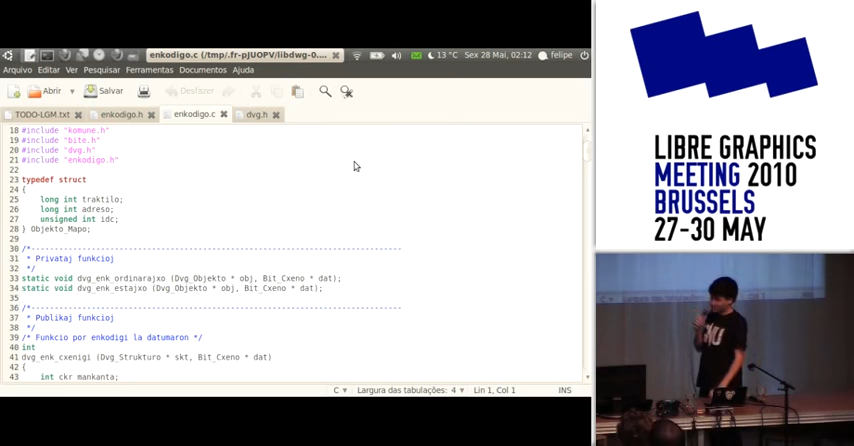 enkodigo.c (/tmp/.fr-pJUOPV/libdwg-0....
13 °C
Sex 28 Mai, 02:12
felipe
Arquivo Editar Ver Pesquisar Ferramentas Documentos Ajuda
Abrir
Salvar
Desfazer
TODO-LGM.txt
enkodigo.h
enkodigo.c
dvg.h
18 #include "komune.h"
19 #include "bite.h"
20 #include "dvg.h"
21 #include "enkodigo.h"
22
23 typedef struct
24 {
25 long int traktilo;
26 long int adreso;
27 unsigned int idc;
28 } Objekto_Mapo;
29
30 /*------------------------------------------------------------------------------
31 * Privataj funkcioj
32 */
33 static void dvg_enk_ordinarajxo (Dvg_Objekto * obj, Bit_Cxeno * dat);
34 static void dvg_enk_estajxo (Dvg_Objekto * obj, Bit_Cxeno * dat);
35
36 /*------------------------------------------------------------------------------
37 * Publikaj funkcioj
38 */
39 /* Funkcio por enkodigi la datumaron */
40 int
41 dvg_enk_cxenigi (Dvg_Strukturo * skt, Bit_Cxeno * dat)
42 {
43 int ckr_mankanta;
C
Largura das tabulações: 4
Lin 1, Col 1
INS
LIBRE GRAPHICS
MEETING 2010
BRUSSELS
27-30 MAY